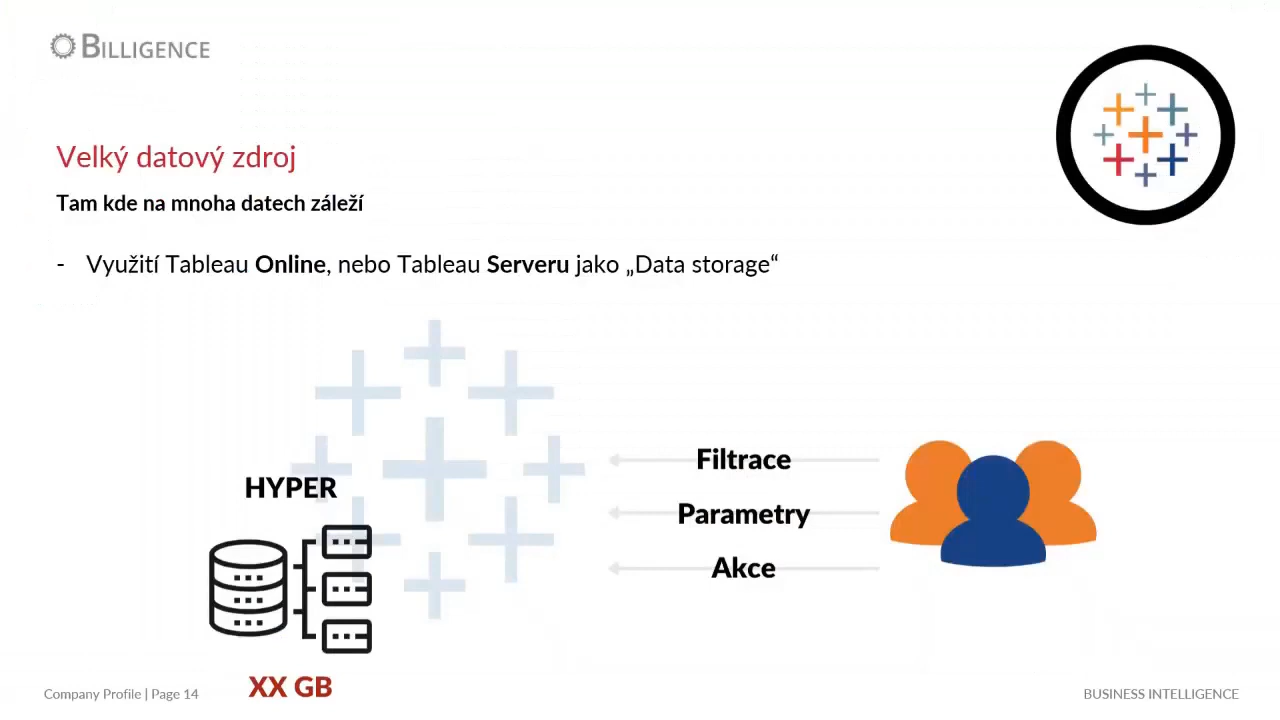 BILLIGENCE
Velký datový zdroj
Tam kde na mnoha datech záleží
- Využití Tableau Online, nebo Tableau Serveru jako „Data storage“
Filtrace
HYPER
Parametry
Akce
XX GB
Company Profile | Page 14
BUSINESS INTELLIGENCE